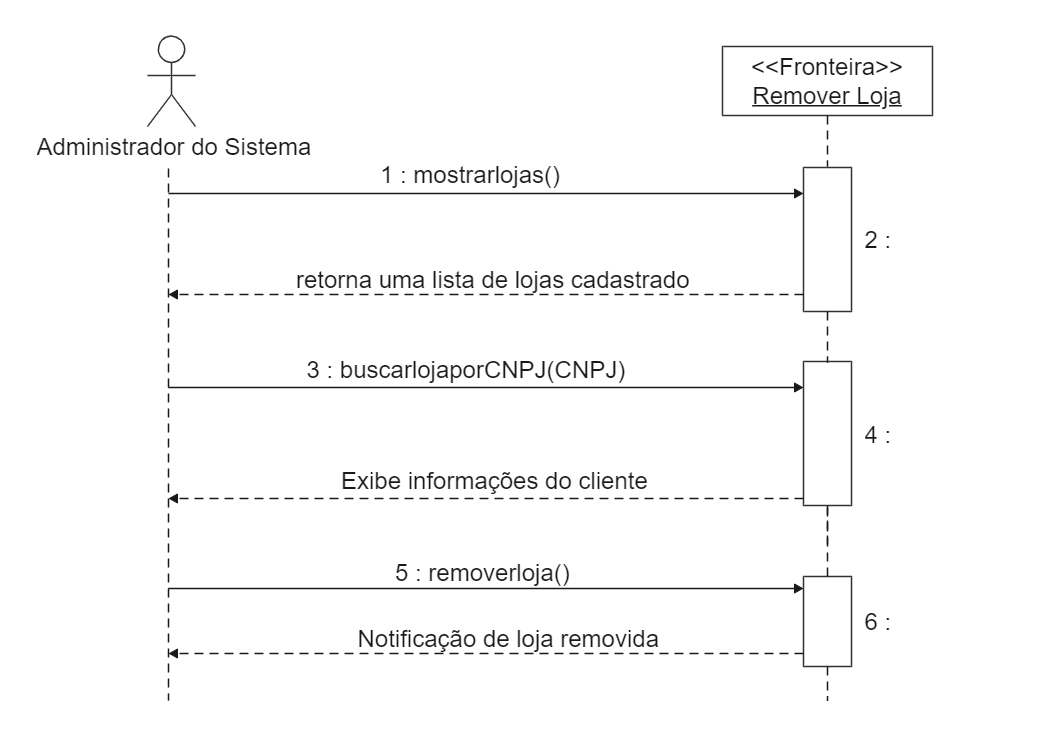 <<Fronteira>>
Remover Loja
Administrador do Sistema
1 : mostrarlojas()
2 :
retorna uma lista de lojas cadastrado
3 : buscarlojaporCNPJ(CNPJ)
4 :
Exibe informações do cliente
5 : removerloja()
6 :
Notificação de loja removida